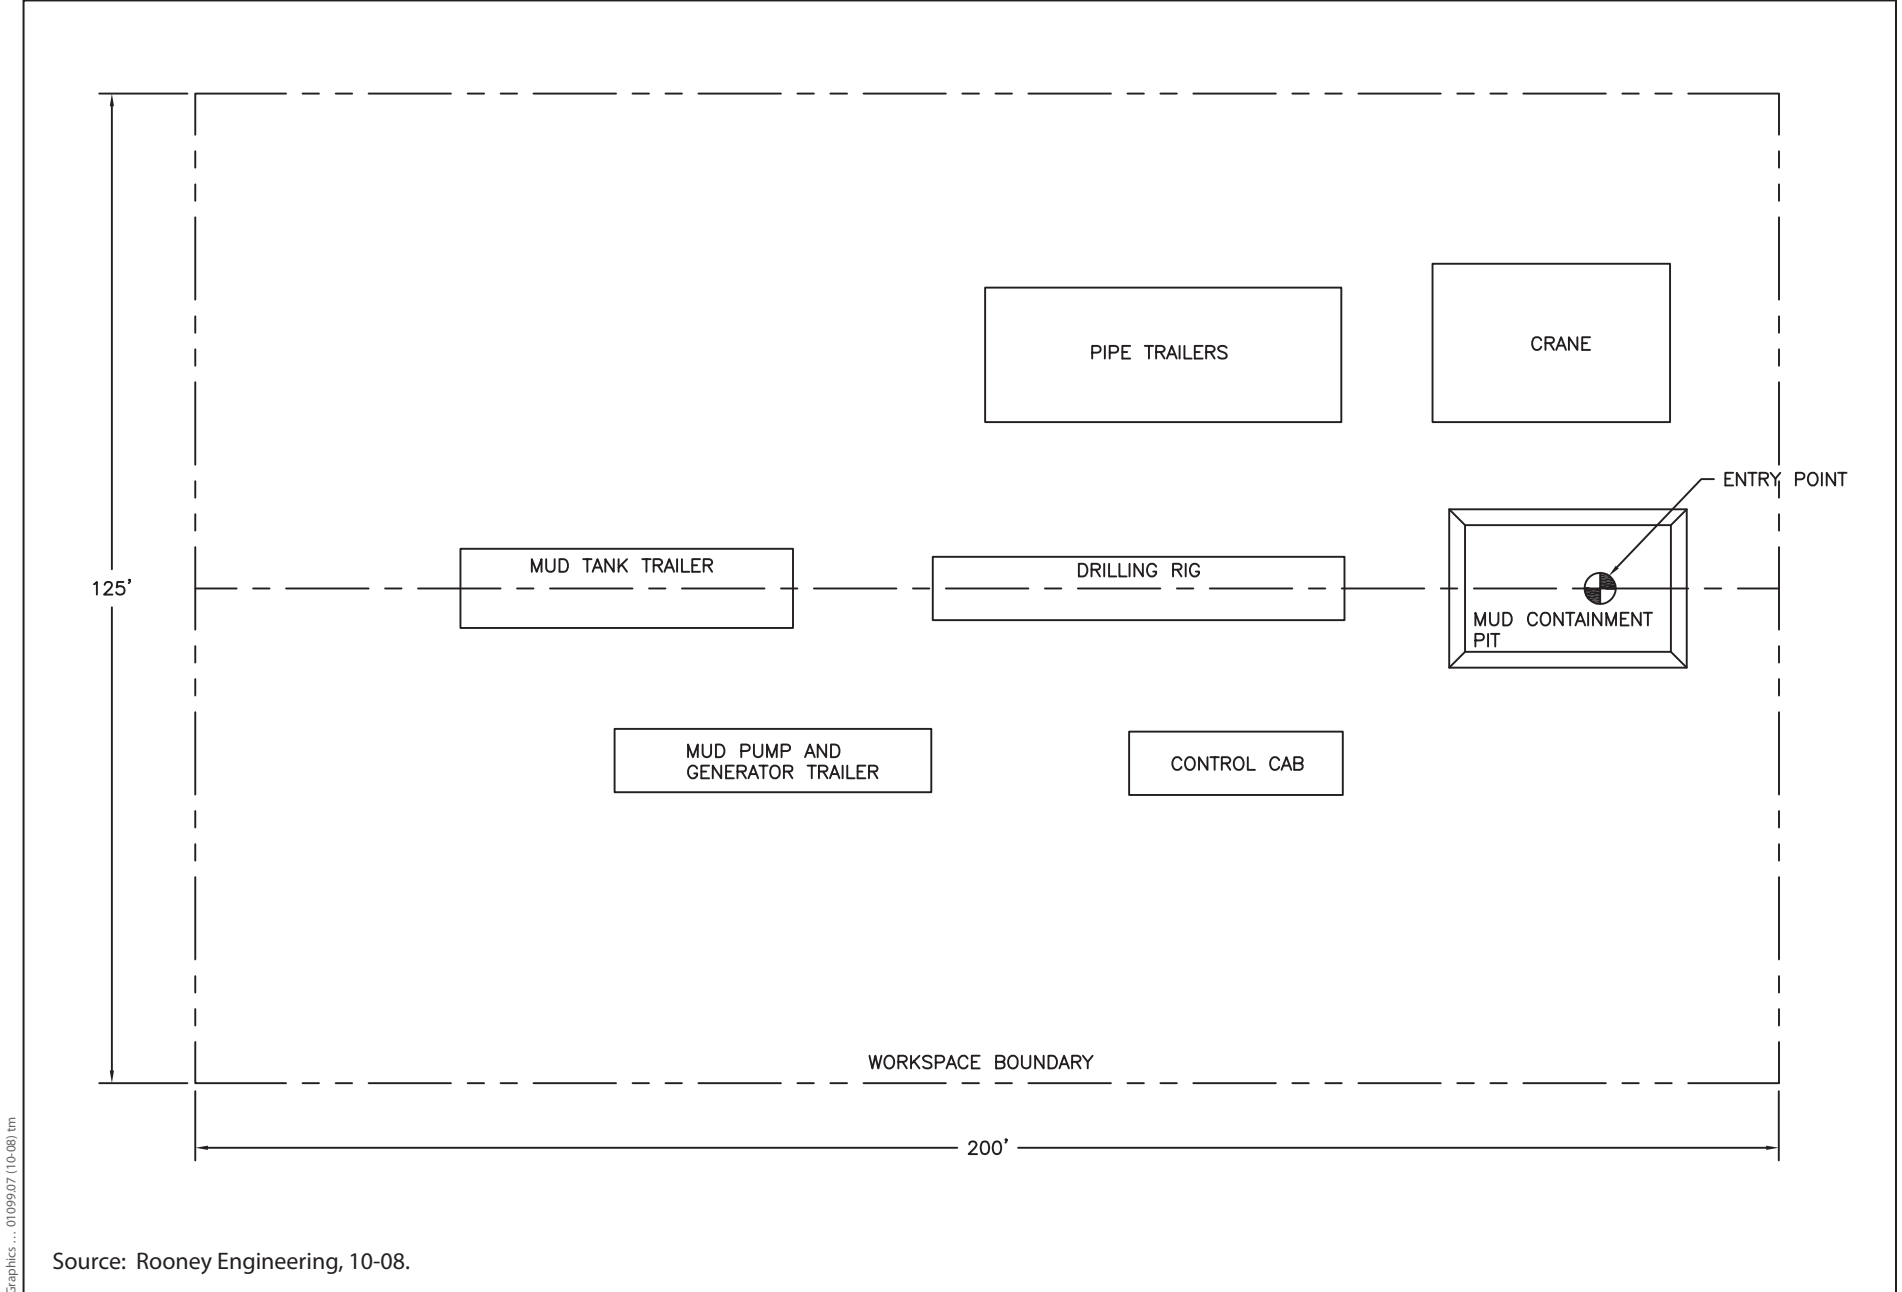 PIPE TRAILERS
CRANE
ENTRY POINT
MUD TANK TRAILER
DRILLING RIG
125’
MUD CONTAINMENT
PIT
MUD PUMP AND
GENERATOR TRAILER
CONTROL CAB
WORKSPACE BOUNDARY
200’
Source: Rooney Engineering, 10-08.
Graphics … 01099.07 (10-08) tm